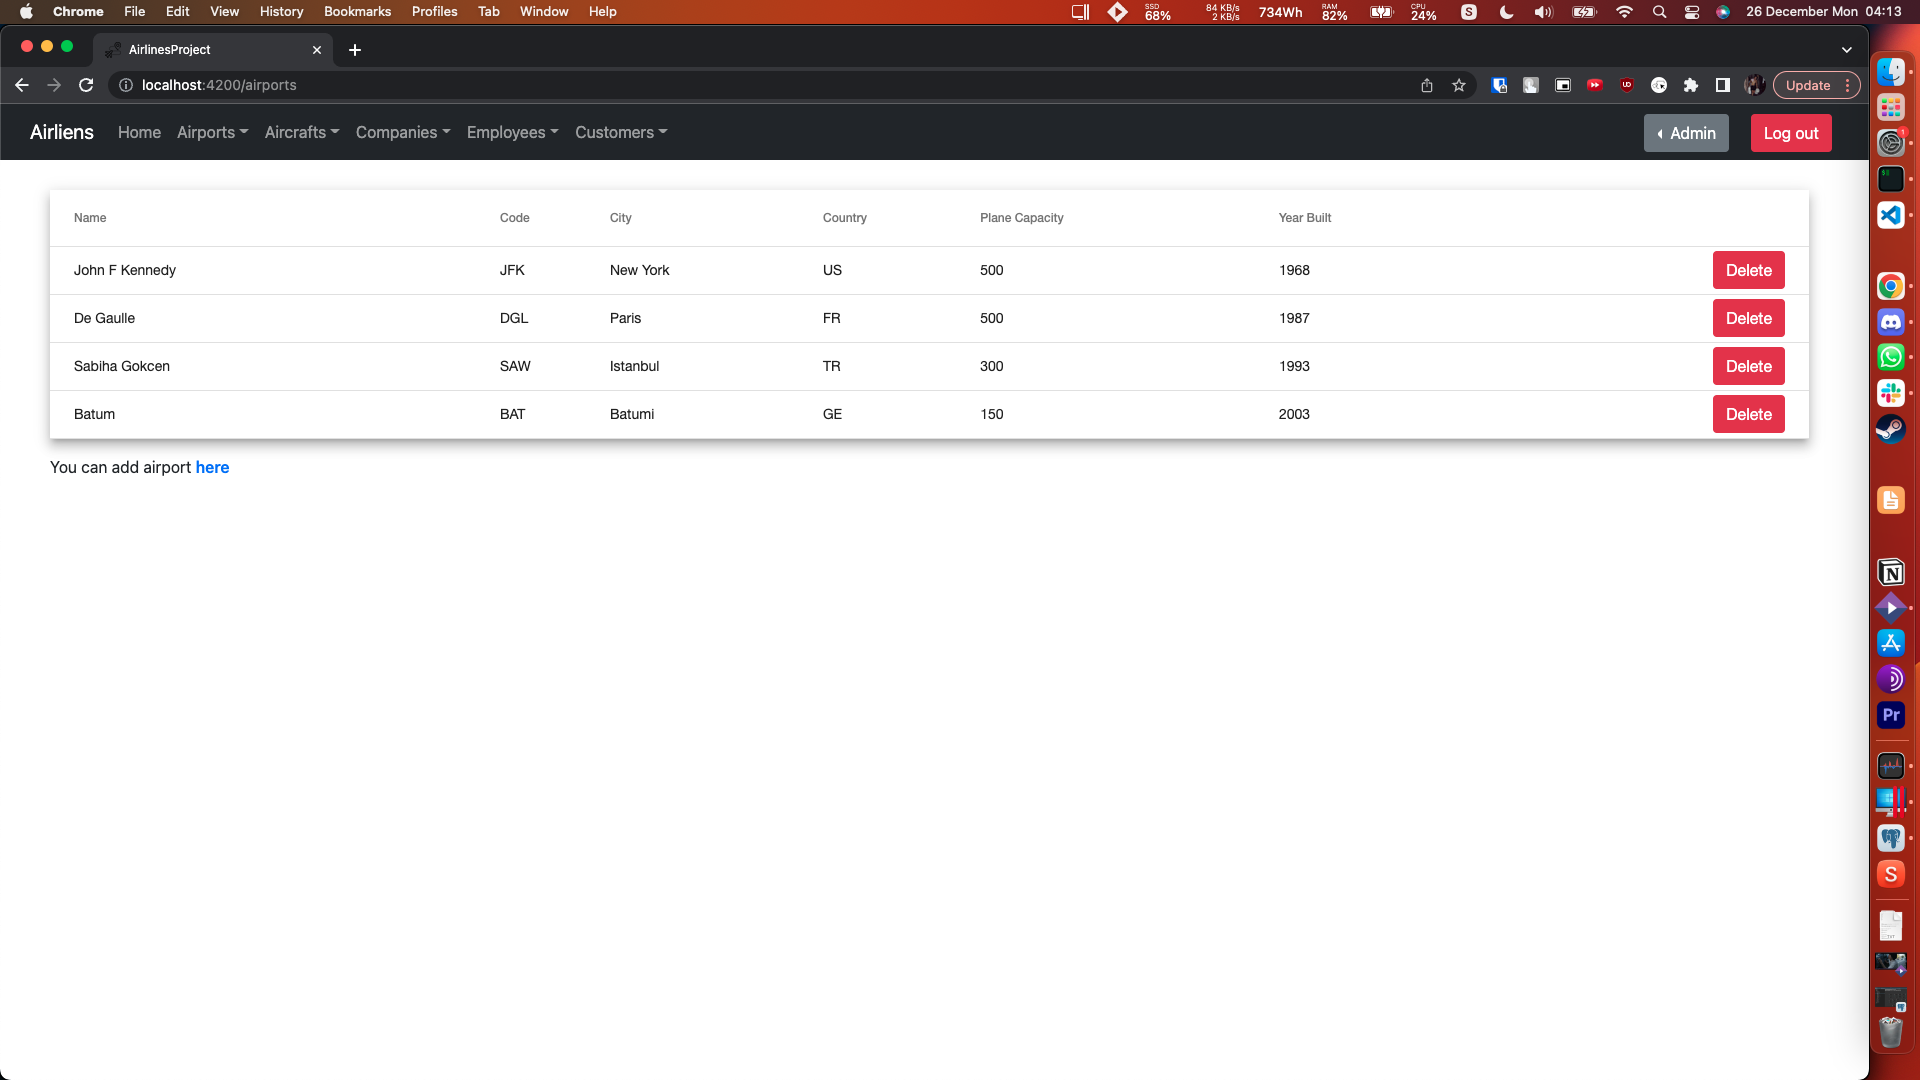 Chrome File Edit View History Bookmarks Profiles Tab Window Help SSD 68% 84 KB/s 2 KB/s 734Wh RAM 82% CPU 24% S 26 December Mon 04:13
AirlinesProject
localhost:4200/airports Update
Airliens Home Airports Aircrafts Companies Employees Customers Admin Log out
Name Code City Country Plane Capacity Year Built
John F Kennedy JFK New York US 500 1968 Delete
De Gaulle DGL Paris FR 500 1987 Delete
Sabiha Gokcen SAW Istanbul TR 300 1993 Delete
Batum BAT Batumi GE 150 2003 Delete
You can add airport here
1
$$
N
Pr
S
TXT